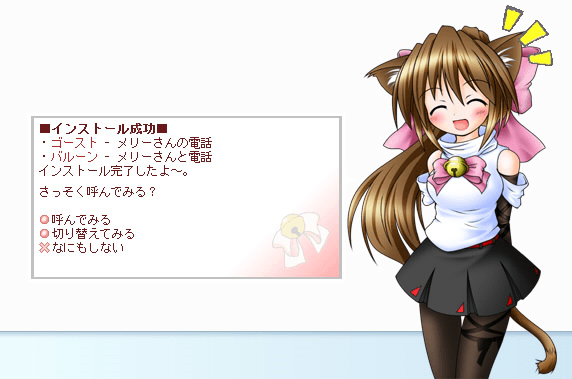 ■インストール成功■
・ゴースト - メリーさんの電話
・バルーン - メリーさんと電話
インストール完了したよ～。
さっそく呼んでみる？
呼んでみる
切り替えてみる
なにもしない